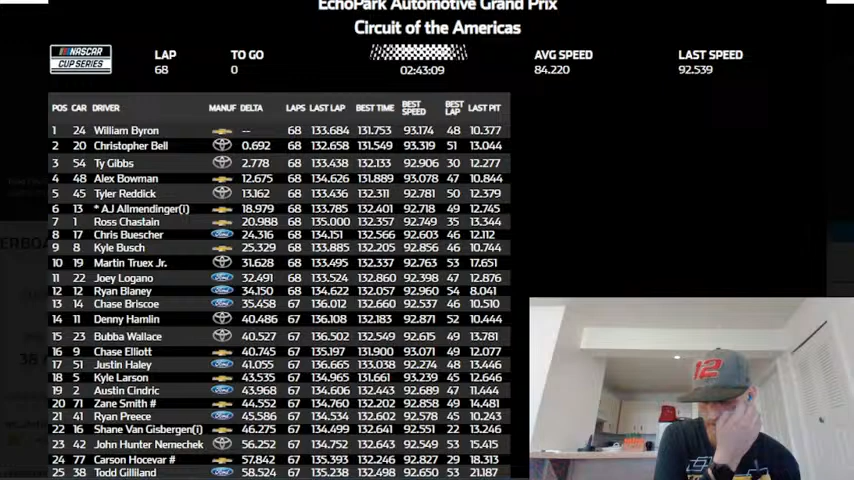 EchoPark Automotive Grand Prix
Circuit of the Americas
NASCAR CUP SERIES
LAP TO GO AVG SPEED LAST SPEED
68 0 02:43:09 84.220 92.539
POS CAR DRIVER MANUF DELTA LAPS LAST LAP BEST TIME BEST SPEED BEST LAP LAST PIT
1 24 William Byron -- 68 133.684 131.753 93.174 48 10.377
2 20 Christopher Bell 0.692 68 132.658 131.549 93.319 51 13.044
3 54 Ty Gibbs 2.778 68 133.438 132.133 92.906 30 12.277
4 48 Alex Bowman 12.675 68 134.626 131.889 93.078 47 10.844
5 45 Tyler Reddick 13.162 68 133.436 132.311 92.781 50 12.379
6 13 * AJ Allmendinger(i) 18.979 68 133.785 132.401 92.718 49 12.745
7 1 Ross Chastain 20.988 68 135.000 132.357 92.749 31 13.344
8 17 Chris Buescher 24.316 68 134.151 132.566 92.603 46 12.112
9 8 Kyle Busch 25.329 68 133.885 132.205 92.856 46 10.744
10 19 Martin Truex Jr. 31.628 68 133.495 132.337 92.763 53 17.651
11 22 Joey Logano 32.491 68 133.524 132.860 92.398 47 12.876
12 12 Ryan Blaney 34.150 68 134.622 132.057 92.960 54 8.041
13 14 Chase Briscoe 35.458 67 136.012 132.660 92.537 46 10.510
14 11 Denny Hamlin 40.486 67 136.108 132.183 92.871 52 10.444
15 23 Bubba Wallace 40.527 67 136.502 132.549 92.615 49 13.781
16 9 Chase Elliott 40.745 67 135.197 131.900 93.071 49 12.077
17 51 Justin Haley 41.055 67 136.665 133.038 92.274 48 13.446
18 5 Kyle Larson 43.535 67 134.965 131.661 93.239 45 12.646
19 2 Austin Cindric 43.968 67 134.606 132.443 92.689 47 11.444
20 71 Zane Smith # 44.552 67 134.760 132.202 92.858 49 14.481
21 41 Ryan Preece 45.586 67 134.534 132.602 92.578 45 10.243
22 16 Shane Van Gisbergen(i) 46.275 67 134.499 132.641 92.551 22 13.246
23 42 John Hunter Nemechek 56.252 67 134.752 132.643 92.549 53 15.415
24 77 Carson Hocevar # 57.842 67 135.393 132.246 92.827 29 18.313
25 38 Todd Gilliland 58.524 67 135.238 132.498 92.650 53 21.187
12